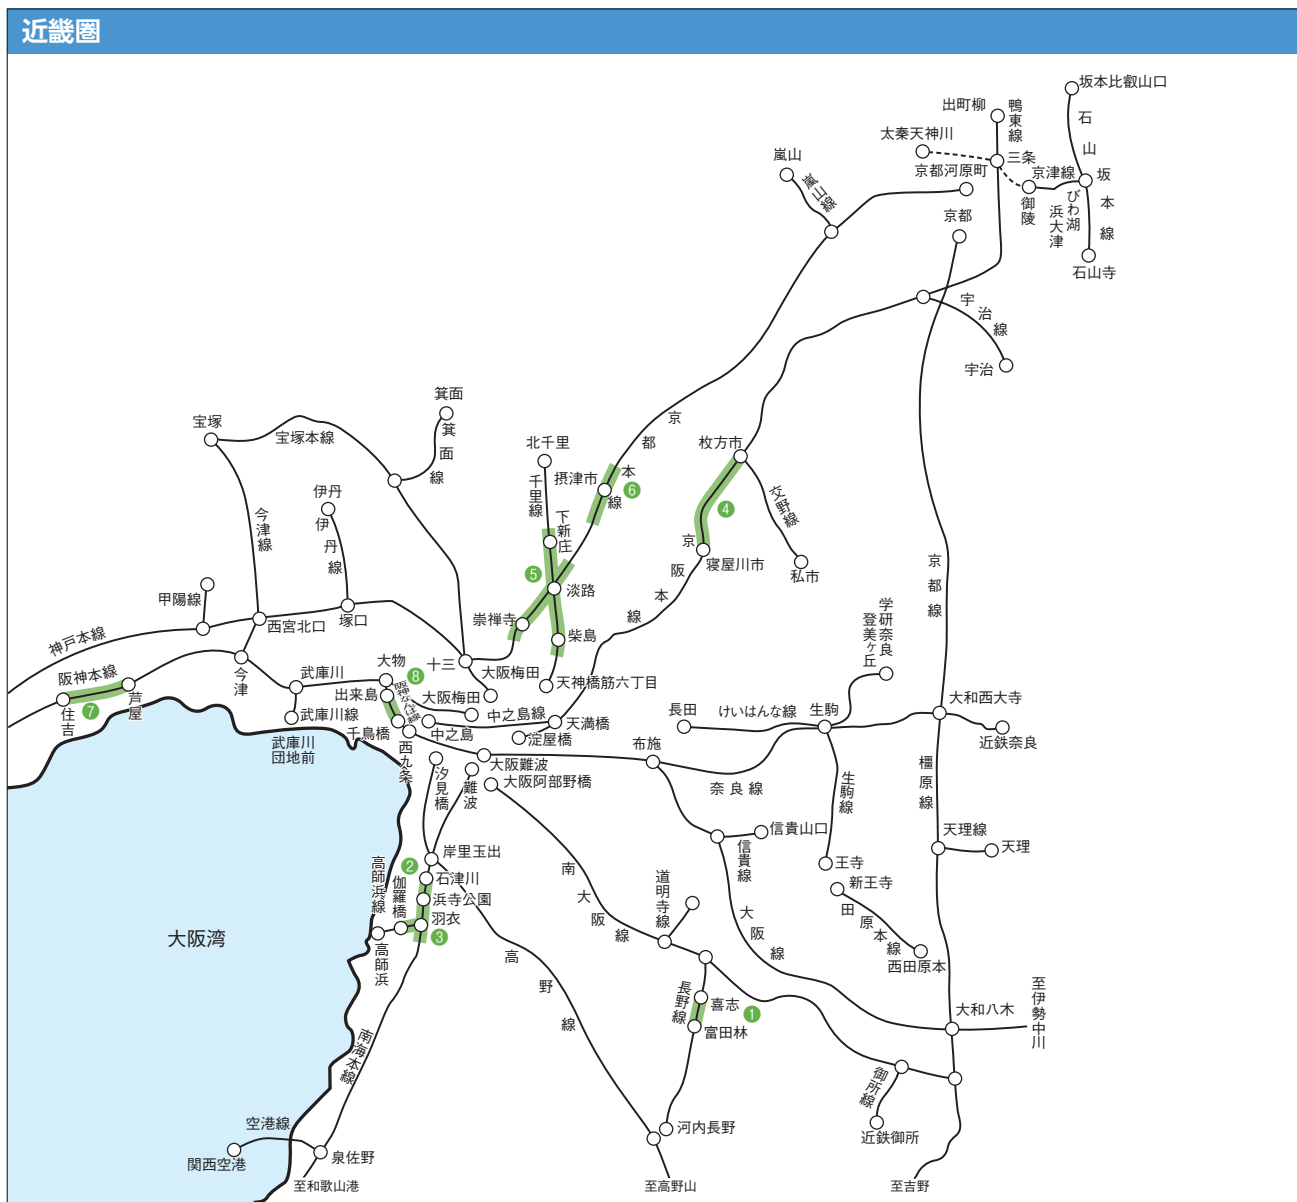 近畿圏
坂本比叡山口
出町柳
鴨東線
石山坂本線
太秦天神川
三条
嵐山
嵐山線
京都河原町
京津線
御陵
びわ湖
浜大津
京都
石山寺
宇治線
宇治
箕面
箕面線
宝塚
宝塚本線
京都本線
枚方市
北千里
摂津市
千里線
伊丹
伊丹線
今津線
下新庄
❻
❹
交野線
京阪本線
寝屋川市
私市
京都線
❺
淡路
甲陽線
崇禅寺
西宮北口
塚口
柴島
学研奈良
登美ヶ丘
神戸本線
阪神本線
今津
武庫川
大物
❽
十三
大阪梅田
天神橋筋六丁目
芦屋
住吉
❼
出来島
阪神なんば線
大阪梅田
武庫川線
千鳥橋
中之島
中之島線
天満橋
淀屋橋
長田
けいはんな線
生駒
大和西大寺
近鉄奈良
武庫川
団地前
西九条
布施
大阪難波
汐見橋
難波
大阪阿部野橋
奈良線
生駒線
橿原線
信貴山口
信貴線
天理線
天理
岸里玉出
❷
石津川
高師浜線
伽羅橋
浜寺公園
羽衣
❸
高師浜
南大阪線
道明寺線
大阪線
王寺
新王寺
田原本線
西田原本
大阪湾
高野線
長野線
喜志
❶
富田林
大和八木
至伊勢中川
南海本線
御所線
近鉄御所
空港線
関西空港
泉佐野
河内長野
至和歌山港
至高野山
至吉野